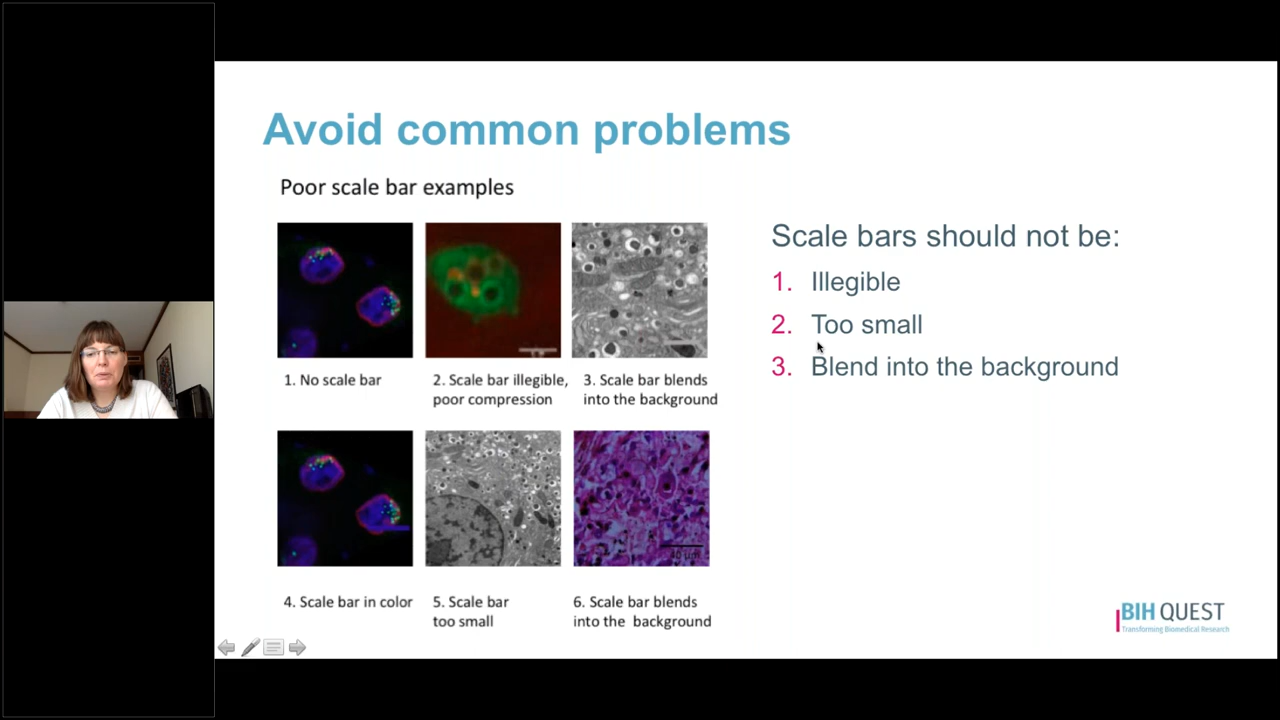 Avoid common problems
Poor scale bar examples
1. No scale bar
2. Scale bar illegible,
poor compression
3. Scale bar blends
into the background
40 µm
4. Scale bar in color
5. Scale bar
too small
6. Scale bar blends
into the background
Scale bars should not be:
1. Illegible
2. Too small
3. Blend into the background
BIH QUEST
Transforming Biomedical Research